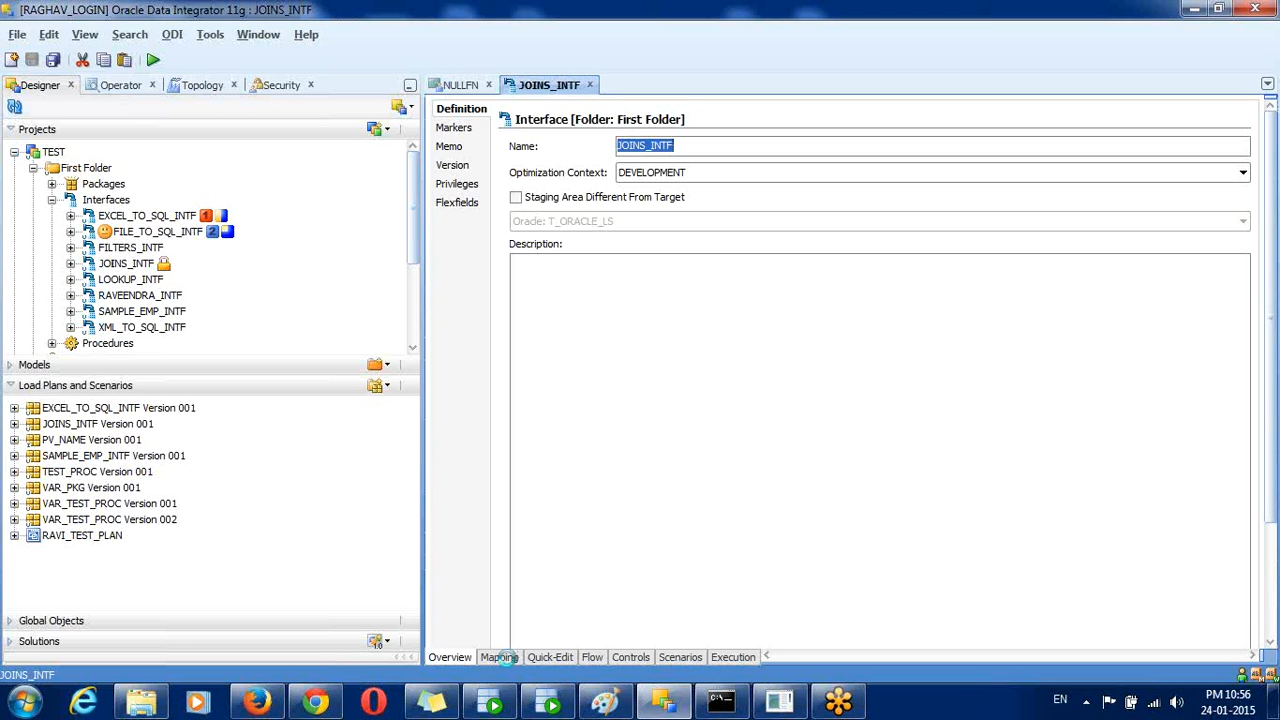 [RAGHAV_LOGIN] Oracle Data Integrator 11g : JOINS_INTF
File Edit View Search ODI Tools Window Help
Designer Operator Topology Security
NULLFN JOINS_INTF
Projects
TEST
First Folder
Packages
Interfaces
EXCEL_TO_SQL_INTF 1
FILE_TO_SQL_INTF 2
FILTERS_INTF
JOINS_INTF
LOOKUP_INTF
RAVEENDRA_INTF
SAMPLE_EMP_INTF
XML_TO_SQL_INTF
Procedures
Models
Load Plans and Scenarios
EXCEL_TO_SQL_INTF Version 001
JOINS_INTF Version 001
PV_NAME Version 001
SAMPLE_EMP_INTF Version 001
TEST_PROC Version 001
VAR_PKG Version 001
VAR_TEST_PROC Version 001
VAR_TEST_PROC Version 002
RAVI_TEST_PLAN
Global Objects
Solutions
Definition
Markers
Memo
Version
Privileges
Flexfields
Interface [Folder: First Folder]
Name: JOINS_INTF
Optimization Context: DEVELOPMENT
Staging Area Different From Target
Oracle: T_ORACLE_LS
Description:
Overview Mapping Quick-Edit Flow Controls Scenarios Execution
JOINS_INTF
EN
PM 10:56
24-01-2015